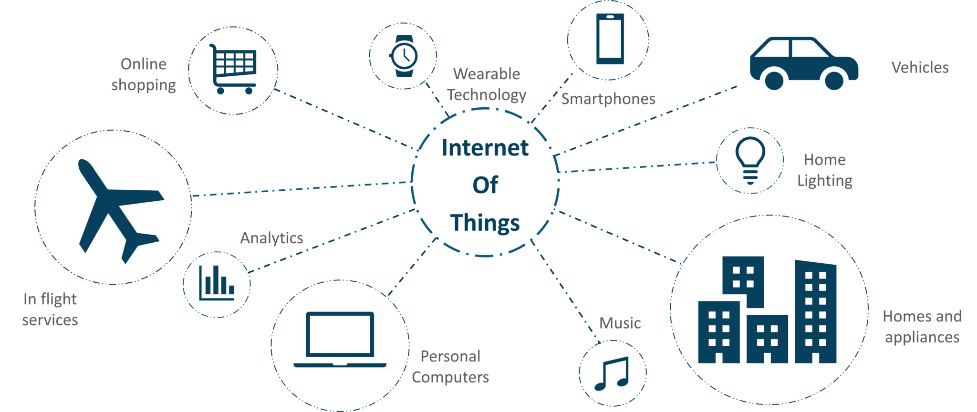 Online
shopping
Wearable
Technology
Smartphones
Vehicles
Internet
Of
Things
Home
Lighting
Analytics
In flight
services
Personal
Computers
Music
Homes and
appliances